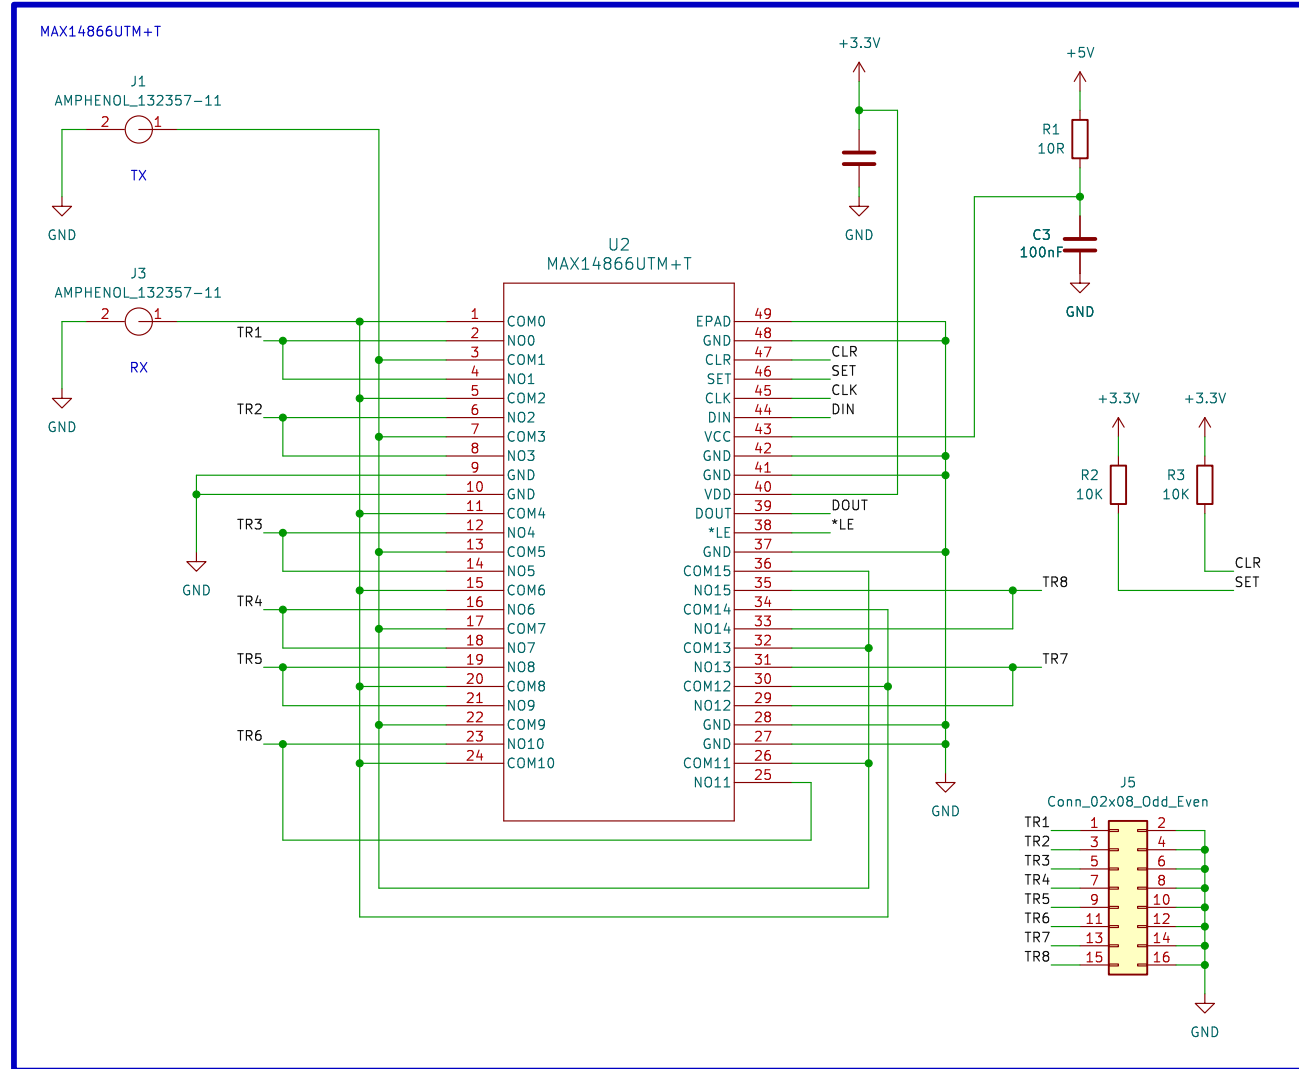 MAX14866UTM+T
J1
AMPHENOL_132357-11
2
1
TX
GND
J3
AMPHENOL_132357-11
2
1
RX
GND
+3.3V
GND
+5V
R1
10R
C3
100nF
GND
U2
MAX14866UTM+T
1 COM0
TR1 2 NO0
3 COM1
4 NO1
5 COM2
TR2 6 NO2
7 COM3
8 NO3
9 GND
10 GND
11 COM4
TR3 12 NO4
13 COM5
14 NO5
15 COM6
TR4 16 NO6
17 COM7
18 NO7
TR5 19 NO8
20 COM8
21 NO9
22 COM9
TR6 23 NO10
24 COM10
GND
EPAD 49
GND 48
CLR 47 CLR
SET 46 SET
CLK 45 CLK
DIN 44 DIN
VCC 43
GND 42
GND 41
VDD 40
DOUT 39 DOUT
*LE 38 *LE
GND 37
COM15 36
NO15 35 TR8
COM14 34
NO14 33
COM13 32
NO13 31 TR7
COM12 30
NO12 29
GND 28
GND 27
COM11 26
NO11 25
GND
+3.3V
R2
10K
+3.3V
R3
10K
CLR
SET
J5
Conn_02x08_Odd_Even
TR1 1 2
TR2 3 4
TR3 5 6
TR4 7 8
TR5 9 10
TR6 11 12
TR7 13 14
TR8 15 16
GND